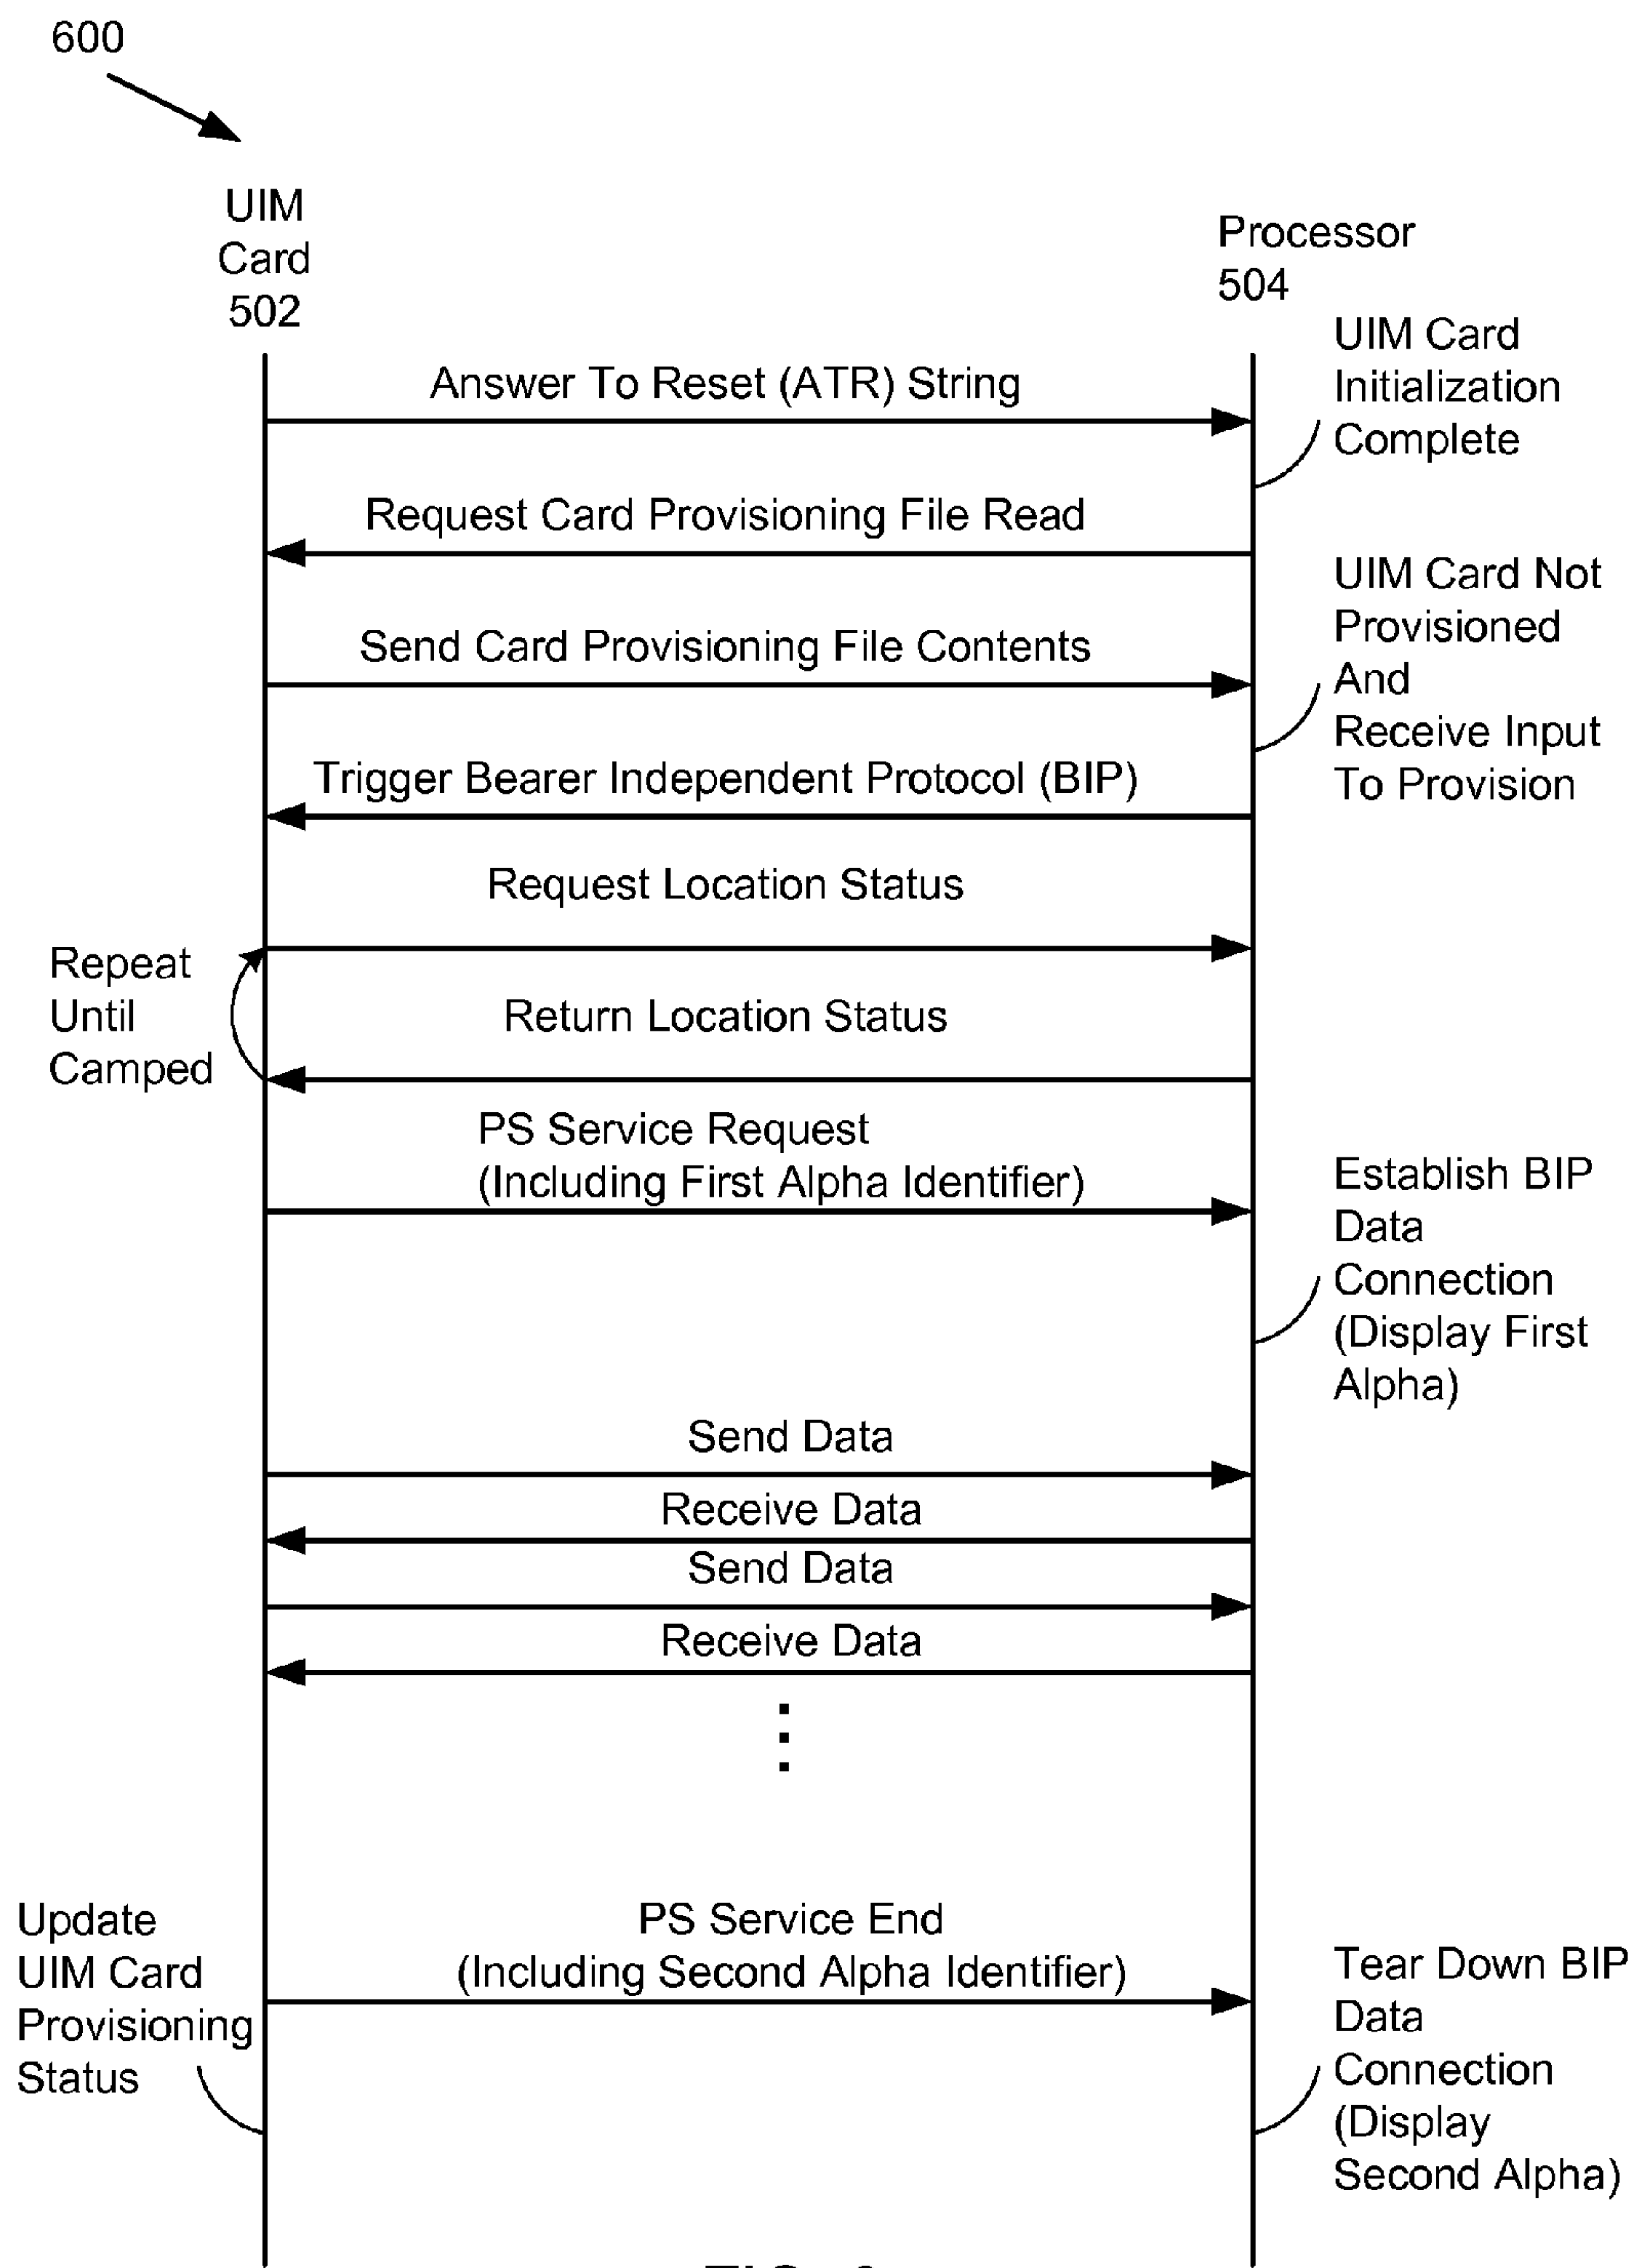 600
UIM
Card
502
Processor
504
Answer To Reset (ATR) String
UIM Card
Initialization
Complete
Request Card Provisioning File Read
Send Card Provisioning File Contents
UIM Card Not
Provisioned
And
Receive Input
To Provision
Trigger Bearer Independent Protocol (BIP)
Request Location Status
Repeat
Until
Camped
Return Location Status
PS Service Request
(Including First Alpha Identifier)
Establish BIP
Data
Connection
(Display First
Alpha)
Send Data
Receive Data
Send Data
Receive Data
Update
UIM Card
Provisioning
Status
PS Service End
(Including Second Alpha Identifier)
Tear Down BIP
Data
Connection
(Display
Second Alpha)